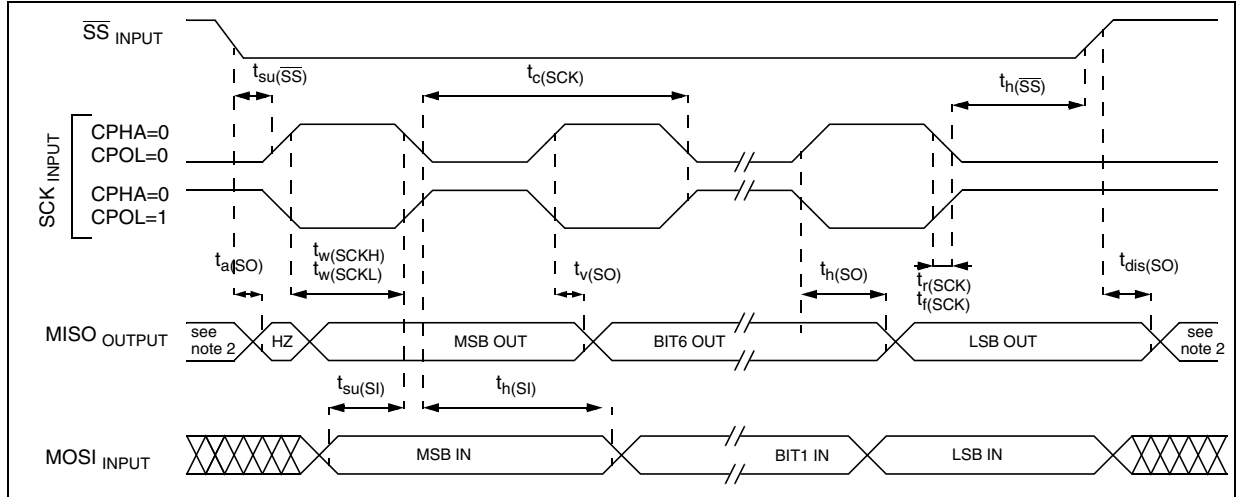 SS INPUT
tsu(SS)
tc(SCK)
th(SS)
SCK INPUT
CPHA=0
CPOL=0
CPHA=0
CPOL=1
ta(SO)
tw(SCKH)
tw(SCKL)
tv(SO)
th(SO)
tr(SCK)
tf(SCK)
tdis(SO)
MISO OUTPUT
see
note 2
HZ
MSB OUT
BIT6 OUT
LSB OUT
see
note 2
tsu(SI)
th(SI)
MOSI INPUT
MSB IN
BIT1 IN
LSB IN